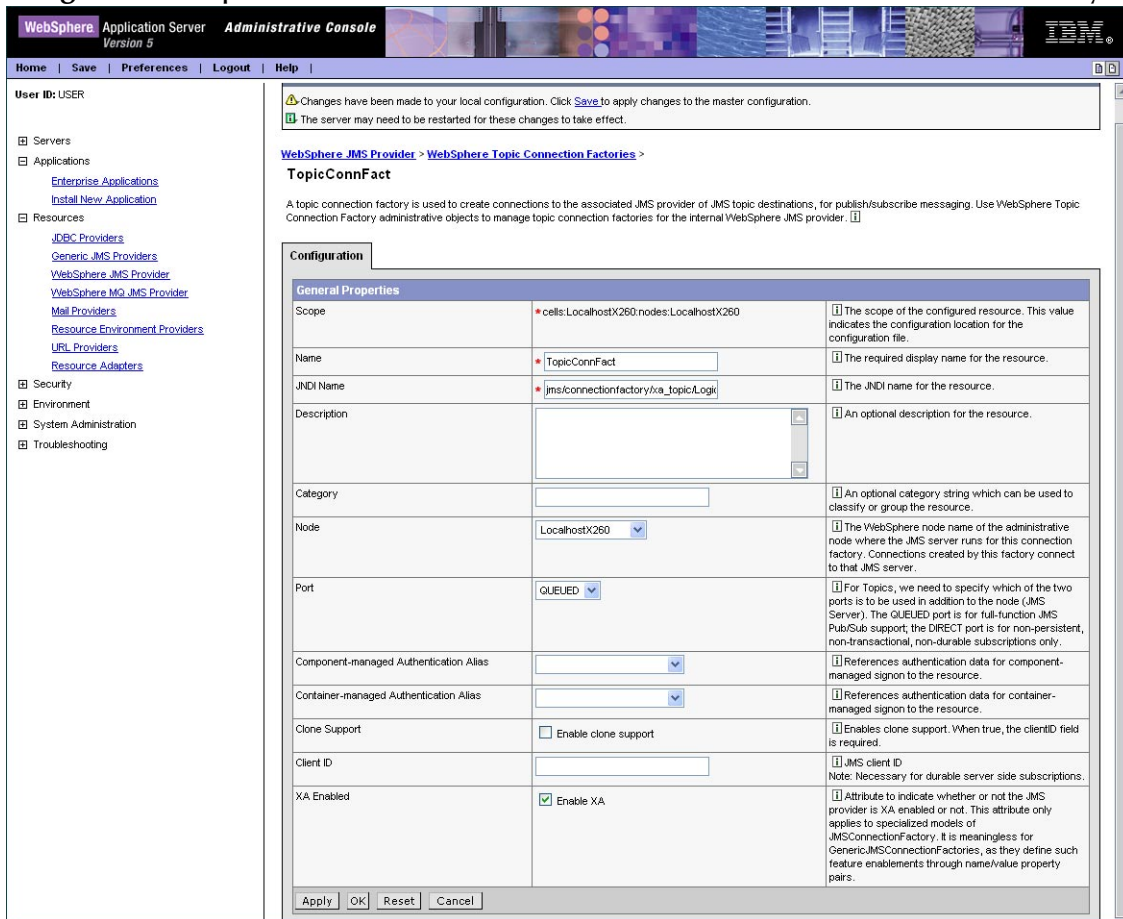 WebSphere Application Server Administrative Console
Version 5
IBM®
Home | Save | Preferences | Logout | Help |
User ID: USER
Servers
Applications
Enterprise Applications
Install New Application
Resources
JDBC Providers
Generic JMS Providers
WebSphere JMS Provider
WebSphere MQ JMS Provider
Mail Providers
Resource Environment Providers
URL Providers
Resource Adapters
Security
Environment
System Administration
Troubleshooting
Changes have been made to your local configuration. Click Save to apply changes to the master configuration.
The server may need to be restarted for these changes to take effect.
WebSphere JMS Provider > WebSphere Topic Connection Factories >
TopicConnFact
A topic connection factory is used to create connections to the associated JMS provider of JMS topic destinations, for publish/subscribe messaging. Use WebSphere Topic
Connection Factory administrative objects to manage topic connection factories for the internal WebSphere JMS provider. i
Configuration
General Properties
Scope
* cells:LocalhostX260:nodes:LocalhostX260
i The scope of the configured resource. This value
indicates the configuration location for the
configuration file.
Name
* TopicConnFact
i The required display name for the resource.
JNDI Name
* jms/connectionfactory/xa_topic/Logic
i The JNDI name for the resource.
Description
i An optional description for the resource.
Category
i An optional category string which can be used to
classify or group the resource.
Node
LocalhostX260
i The WebSphere node name of the administrative
node where the JMS server runs for this connection
factory. Connections created by this factory connect
to that JMS server.
Port
QUEUED
i For Topics, we need to specify which of the two
ports is to be used in addition to the node (JMS
Server). The QUEUED port is for full-function JMS
Pub/Sub support; the DIRECT port is for non-persistent,
non-transactional, non-durable subscriptions only.
Component-managed Authentication Alias
i References authentication data for component-
managed signon to the resource.
Container-managed Authentication Alias
i References authentication data for container-
managed signon to the resource.
Clone Support
Enable clone support
i Enables clone support. When true, the clientID field
is required.
Client ID
i JMS client ID
Note: Necessary for durable server side subscriptions.
XA Enabled
Enable XA
i Attribute to indicate whether or not the JMS
provider is XA enabled or not. This attribute only
applies to specialized models of
JMSConnectionFactory. It is meaningless for
GenericJMSConnectionFactories, as they define such
feature enablements through name/value property
pairs.
Apply OK Reset Cancel